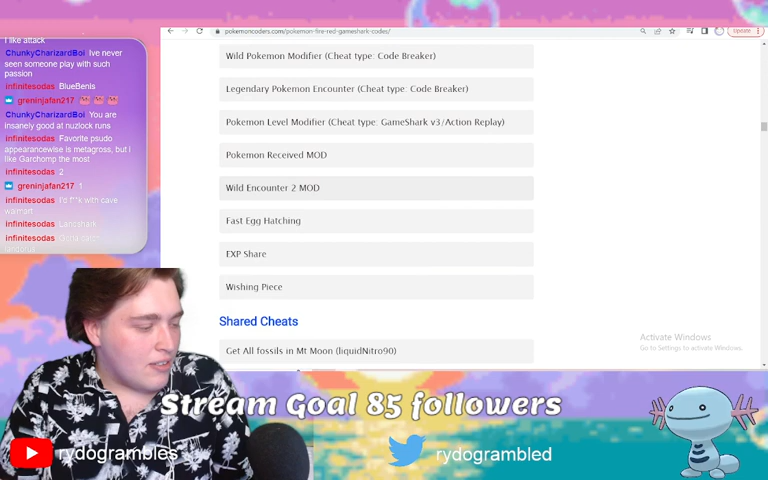 I like attack
ChunkyCharizardBoi Ive never
seen someone play with such
passion
infinitesodas BlueBenis
greninjafan217
ChunkyCharizardBoi You are
insanely good at nuzlock runs
infinitesodas Favorite psudo
appearancewise is metagross, but i
like Garchomp the most
infinitesodas 2
greninjafan217 1
infinitesodas I'd f**k with cave
walmart
infinitesodas Landshark
infinitesodas
pokemoncoders.com/pokemon-fire-red-gameshark-codes/
Update
Wild Pokemon Modifier (Cheat type: Code Breaker)
Legendary Pokemon Encounter (Cheat type: Code Breaker)
Pokemon Level Modifier (Cheat type: GameShark v3/Action Replay)
Pokemon Received MOD
Wild Encounter 2 MOD
Fast Egg Hatching
EXP Share
Wishing Piece
Shared Cheats
Get All fossils in Mt Moon (liquidNitro90)
Activate Windows
Go to Settings to activate Windows.
Stream Goal 85 followers
rydogrambles
rydogrambled